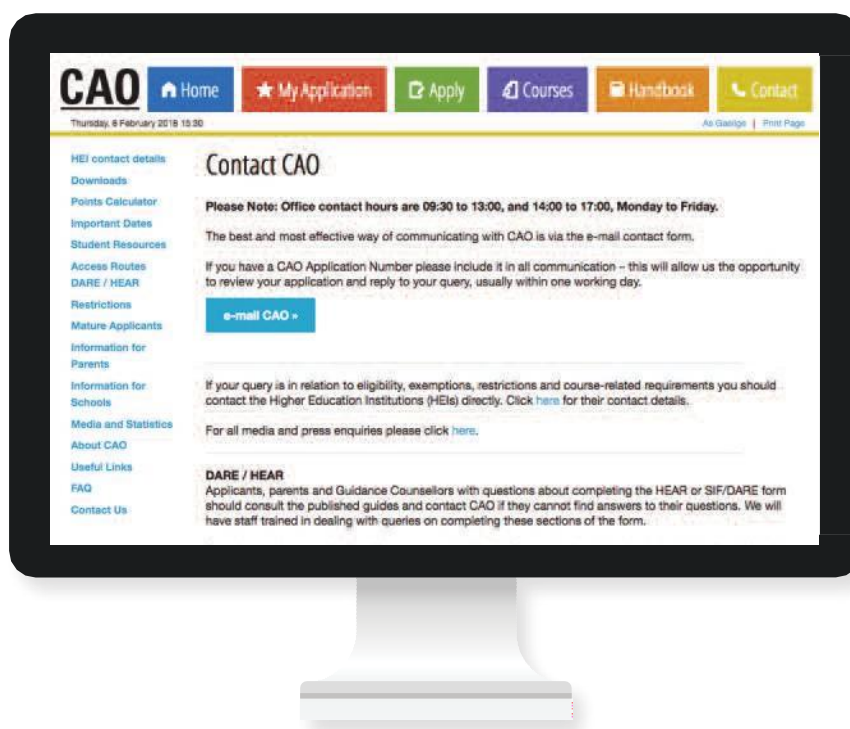 CAO Home My Application Apply Courses Handbook Contact
Thursday, 8 February 2018 15:30
As Gaeilge | Print Page
HEI contact details
Downloads
Points Calculator
Important Dates
Student Resources
Access Routes
DARE / HEAR
Restrictions
Mature Applicants
Information for
Parents
Information for
Schools
Media and Statistics
About CAO
Useful Links
FAQ
Contact Us
Contact CAO
Please Note: Office contact hours are 09:30 to 13:00, and 14:00 to 17:00, Monday to Friday.
The best and most effective way of communicating with CAO is via the e-mail contact form.
If you have a CAO Application Number please include it in all communication – this will allow us the opportunity
to review your application and reply to your query, usually within one working day.
e-mail CAO »
If your query is in relation to eligibility, exemptions, restrictions and course-related requirements you should
contact the Higher Education Institutions (HEIs) directly. Click here for their contact details.
For all media and press enquiries please click here.
DARE / HEAR
Applicants, parents and Guidance Counsellors with questions about completing the HEAR or SIF/DARE form
should consult the published guides and contact CAO if they cannot find answers to their questions. We will
have staff trained in dealing with queries on completing these sections of the form.